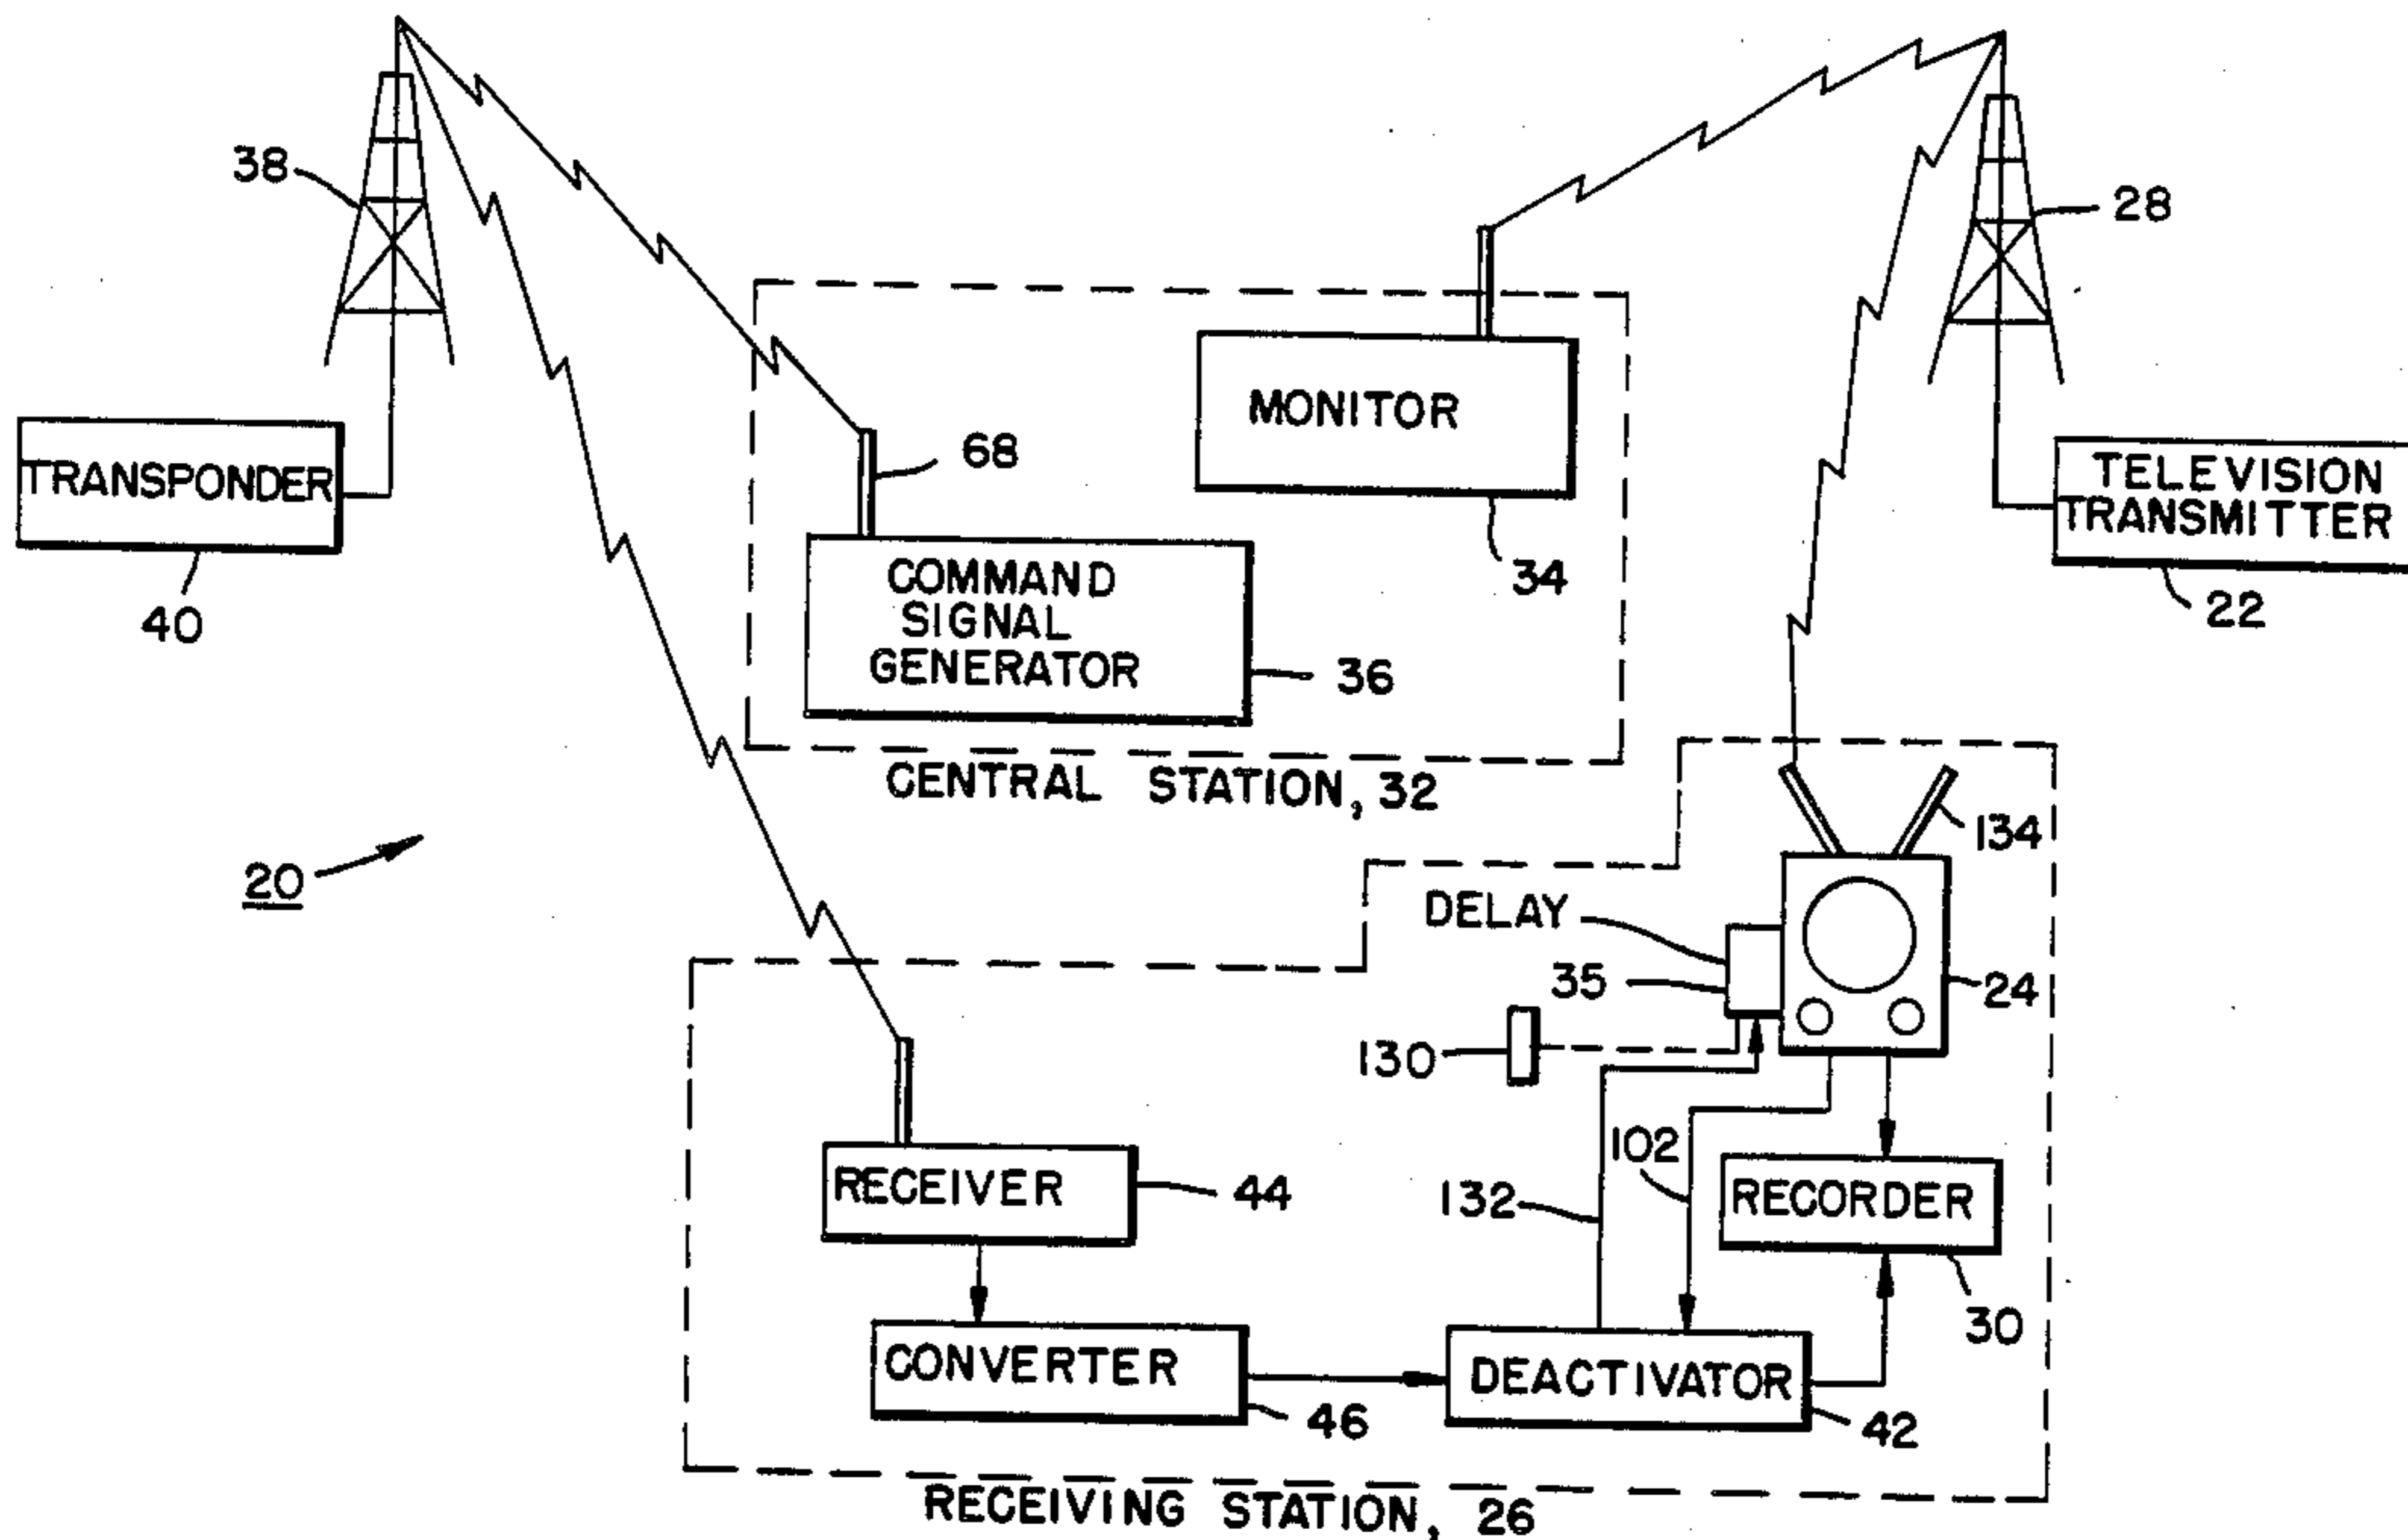 38
28
TRANSPONDER
40
68
MONITOR
34
TELEVISION
TRANSMITTER
22
COMMAND
SIGNAL
GENERATOR
36
CENTRAL STATION, 32
20
134
DELAY
35
24
130
102
132
RECEIVER
44
RECORDER
30
CONVERTER
46
DEACTIVATOR
42
RECEIVING STATION, 26